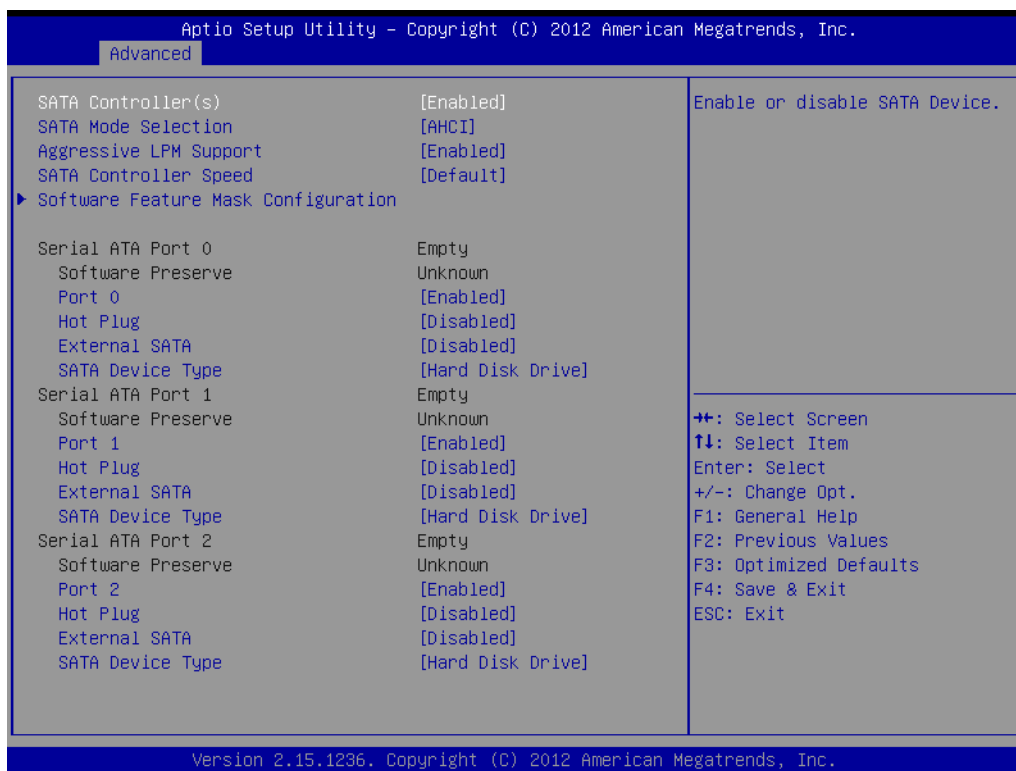 Aptio Setup Utility – Copyright (C) 2012 American Megatrends, Inc.
Advanced
SATA Controller(s) [Enabled]
SATA Mode Selection [AHCI]
Aggressive LPM Support [Enabled]
SATA Controller Speed [Default]
Software Feature Mask Configuration
Serial ATA Port 0 Empty
Software Preserve Unknown
Port 0 [Enabled]
Hot Plug [Disabled]
External SATA [Disabled]
SATA Device Type [Hard Disk Drive]
Serial ATA Port 1 Empty
Software Preserve Unknown
Port 1 [Enabled]
Hot Plug [Disabled]
External SATA [Disabled]
SATA Device Type [Hard Disk Drive]
Serial ATA Port 2 Empty
Software Preserve Unknown
Port 2 [Enabled]
Hot Plug [Disabled]
External SATA [Disabled]
SATA Device Type [Hard Disk Drive]
Enable or disable SATA Device.
→←: Select Screen
↑↓: Select Item
Enter: Select
+/-: Change Opt.
F1: General Help
F2: Previous Values
F3: Optimized Defaults
F4: Save & Exit
ESC: Exit
Version 2.15.1236. Copyright (C) 2012 American Megatrends, Inc.